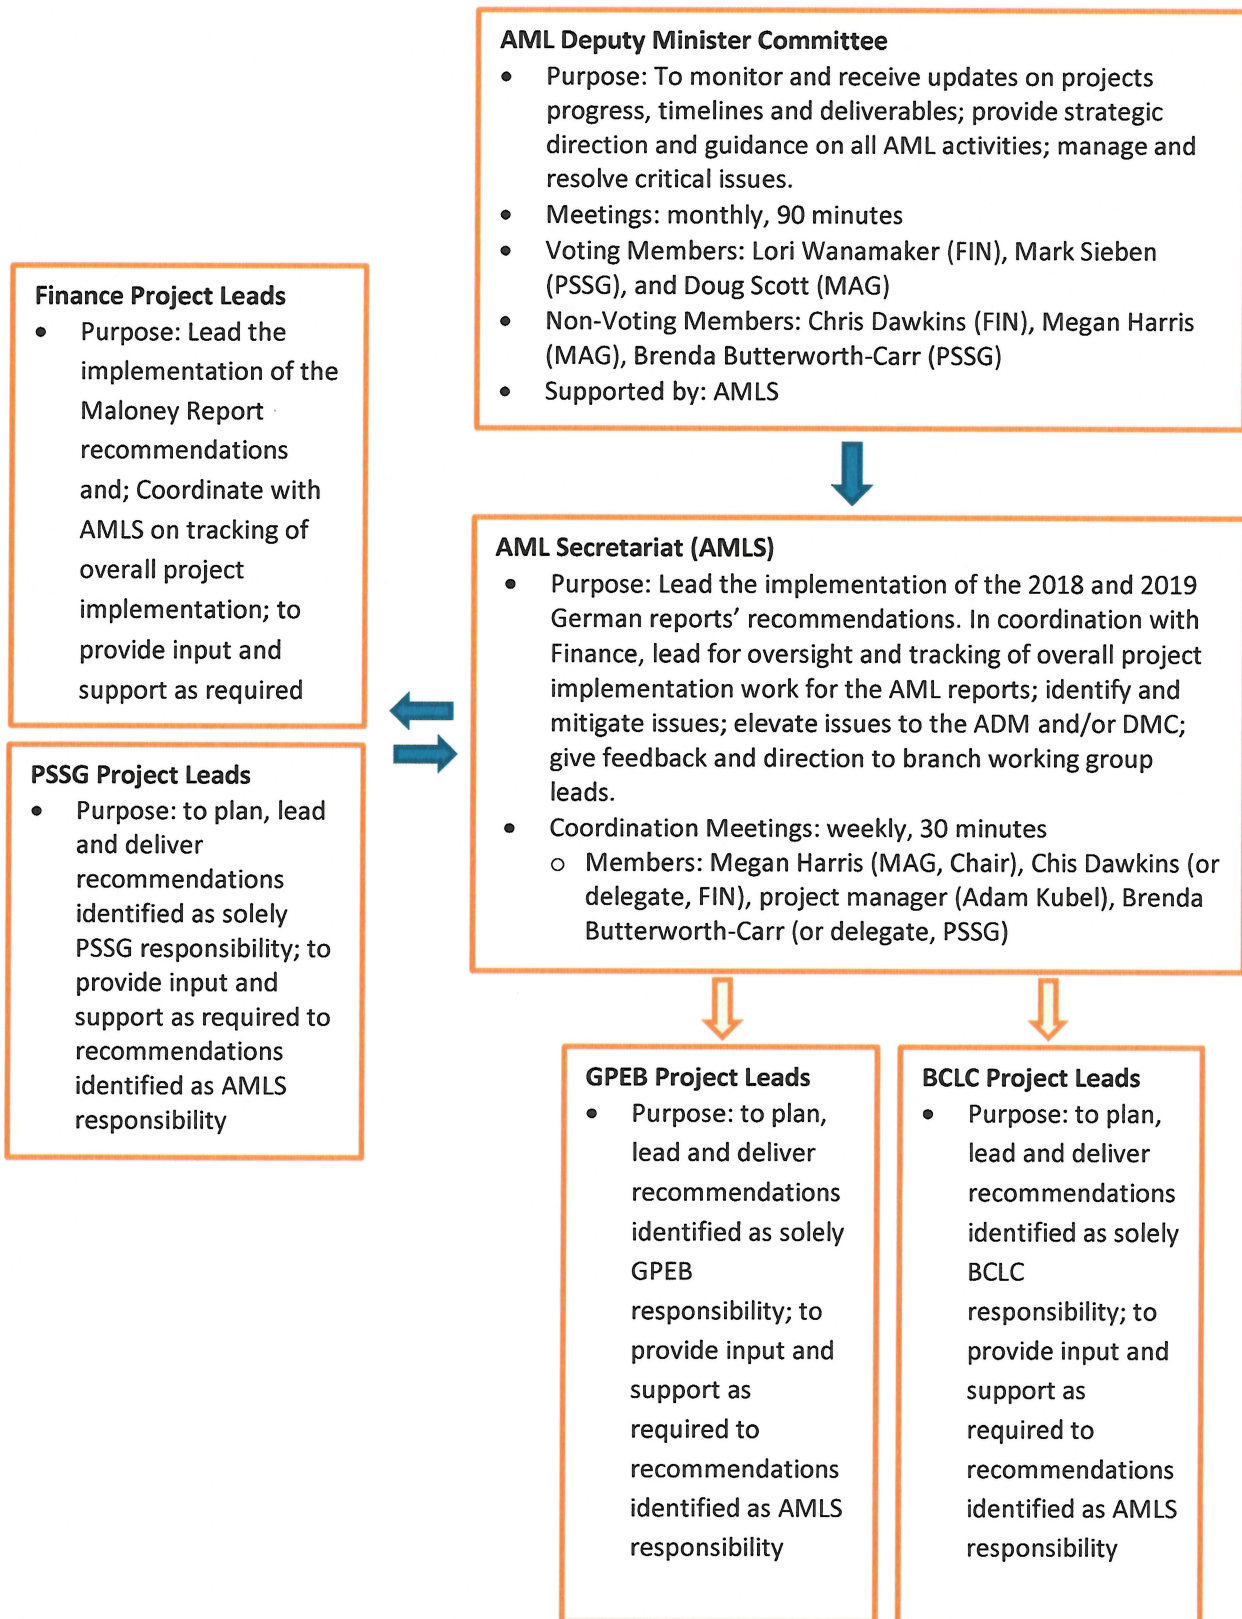 AML Deputy Minister Committee
• Purpose: To monitor and receive updates on projects
progress, timelines and deliverables; provide strategic
direction and guidance on all AML activities; manage and
resolve critical issues.
• Meetings: monthly, 90 minutes
• Voting Members: Lori Wanamaker (FIN), Mark Sieben
(PSSG), and Doug Scott (MAG)
• Non-Voting Members: Chris Dawkins (FIN), Megan Harris
(MAG), Brenda Butterworth-Carr (PSSG)
• Supported by: AMLS
Finance Project Leads
• Purpose: Lead the
implementation of the
Maloney Report
recommendations
and; Coordinate with
AMLS on tracking of
overall project
implementation; to
provide input and
support as required
PSSG Project Leads
• Purpose: to plan, lead
and deliver
recommendations
identified as solely
PSSG responsibility; to
provide input and
support as required to
recommendations
identified as AMLS
responsibility
AML Secretariat (AMLS)
• Purpose: Lead the implementation of the 2018 and 2019
German reports’ recommendations. In coordination with
Finance, lead for oversight and tracking of overall project
implementation work for the AML reports; identify and
mitigate issues; elevate issues to the ADM and/or DMC;
give feedback and direction to branch working group
leads.
• Coordination Meetings: weekly, 30 minutes
o Members: Megan Harris (MAG, Chair), Chis Dawkins (or
delegate, FIN), project manager (Adam Kubel), Brenda
Butterworth-Carr (or delegate, PSSG)
GPEB Project Leads
• Purpose: to plan,
lead and deliver
recommendations
identified as solely
GPEB
responsibility; to
provide input and
support as
required to
recommendations
identified as AMLS
responsibility
BCLC Project Leads
• Purpose: to plan,
lead and deliver
recommendations
identified as solely
BCLC
responsibility; to
provide input and
support as
required to
recommendations
identified as AMLS
responsibility